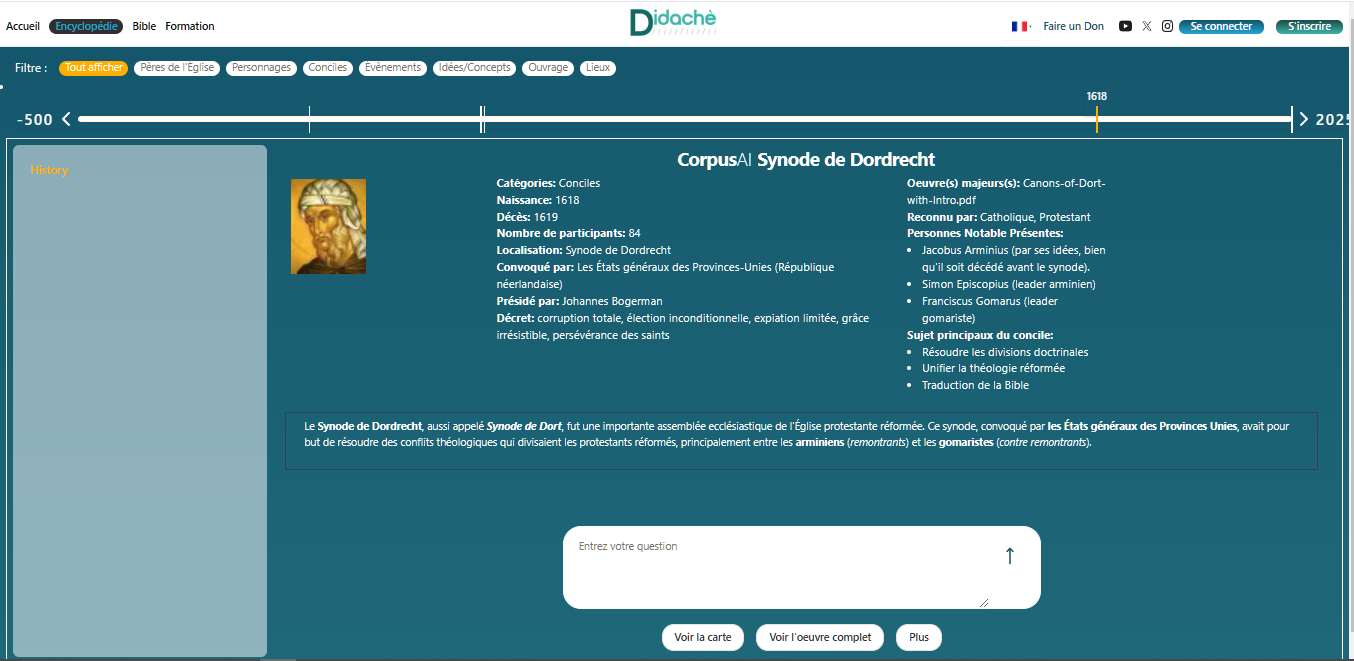 Accueil Encyclopédie Bible Formation
Didachè
Faire un Don Se connecter S'inscrire
Filtre : Tout afficher Pères de l'Église Personnages Conciles Evènements Idées/Concepts Ouvrage Lieux
1618
-500 2025
History
CorpusAI Synode de Dordrecht
Catégories: Conciles
Naissance: 1618
Décès: 1619
Nombre de participants: 84
Localisation: Synode de Dordrecht
Convoqué par: Les États généraux des Provinces-Unies (République
néerlandaise)
Présidé par: Johannes Bogerman
Décret: corruption totale, élection inconditionnelle, expiation limitée, grâce
irrésistible, persévérance des saints
Oeuvre(s) majeurs(s): Canons-of-Dort-
with-Intro.pdf
Reconnu par: Catholique, Protestant
Personnes Notable Présentes:
• Jacobus Arminius (par ses idées, bien
qu'il soit décédé avant le synode).
• Simon Episcopius (leader arminien)
• Franciscus Gomarus (leader
gomariste)
Sujet principaux du concile:
• Résoudre les divisions doctrinales
• Unifier la théologie réformée
• Traduction de la Bible
Le Synode de Dordrecht, aussi appelé Synode de Dort, fut une importante assemblée ecclésiastique de l'Église protestante réformée. Ce synode, convoqué par les États généraux des Provinces Unies, avait pour
but de résoudre des conflits théologiques qui divisaient les protestants réformés, principalement entre les arminiens (remontrants) et les gomaristes (contre remontrants).
Entrez votre question
Voir la carte Voir l'oeuvre complet Plus